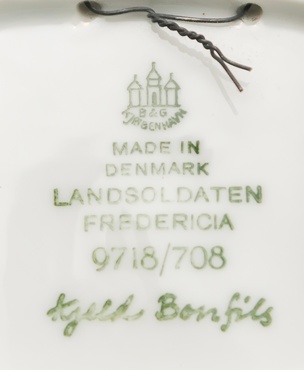 B&G
KJØBENHAVN
MADE IN
DENMARK
LANDSOLDATEN
FREDERICIA
9718/708
Kjeld Bonfils